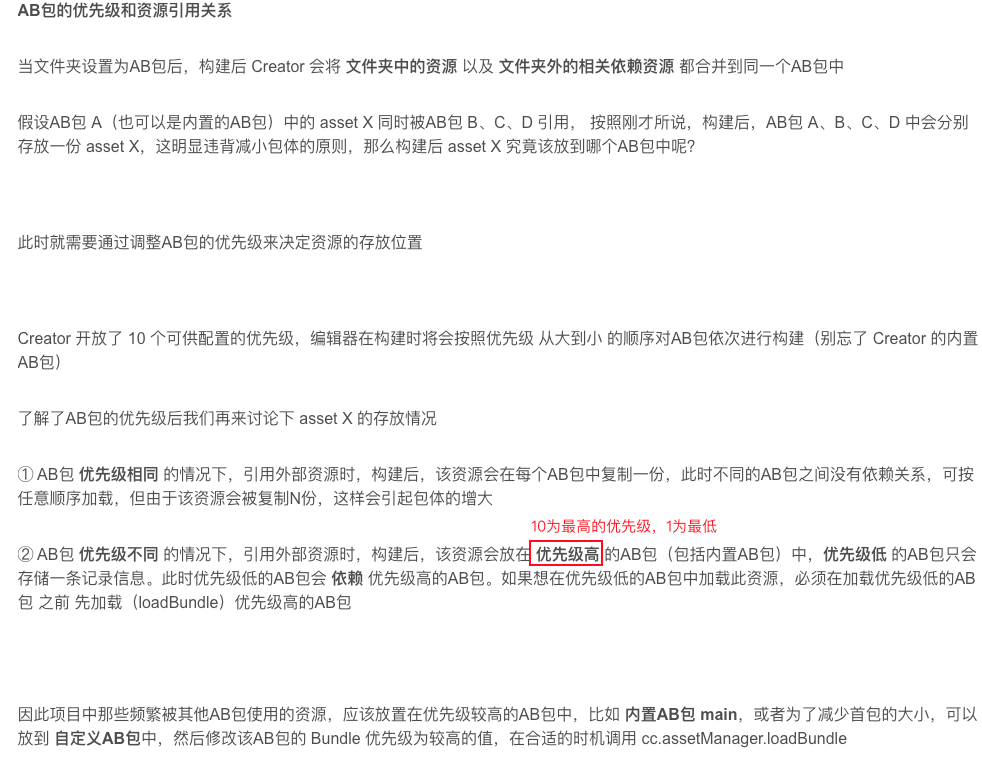 AB包的优先级和资源引用关系
当文件夹设置为AB包后，构建后 Creator 会将 文件夹中的资源 以及 文件夹外的相关依赖资源 都合并到同一个AB包中
假设AB包 A（也可以是内置的AB包）中的 asset X 同时被AB包 B、C、D 引用， 按照刚才所说，构建后，AB包 A、B、C、D 中会分别
存放一份 asset X，这明显违背减小包体的原则，那么构建后 asset X 究竟该放到哪个AB包中呢?
此时就需要通过调整AB包的优先级来决定资源的存放位置
Creator 开放了 10 个可供配置的优先级，编辑器在构建时将会按照优先级 从大到小 的顺序对AB包依次进行构建（别忘了 Creator 的内置
AB包）
了解了AB包的优先级后我们再来讨论下 asset X 的存放情况
① AB包 优先级相同 的情况下，引用外部资源时，构建后，该资源会在每个AB包中复制一份，此时不同的AB包之间没有依赖关系，可按
任意顺序加载，但由于该资源会被复制N份，这样会引起包体的增大
10为最高的优先级，1为最低
② AB包 优先级不同 的情况下，引用外部资源时，构建后，该资源会放在 优先级高 的AB包（包括内置AB包）中，优先级低 的AB包只会
存储一条记录信息。此时优先级低的AB包会 依赖 优先级高的AB包。如果想在优先级低的AB包中加载此资源，必须在加载优先级低的AB
包 之前 先加载（loadBundle）优先级高的AB包
因此项目中那些频繁被其他AB包使用的资源，应该放置在优先级较高的AB包中，比如 内置AB包 main，或者为了减少首包的大小，可以
放到 自定义AB包中，然后修改该AB包的 Bundle 优先级为较高的值，在合适的时机调用 cc.assetManager.loadBundle